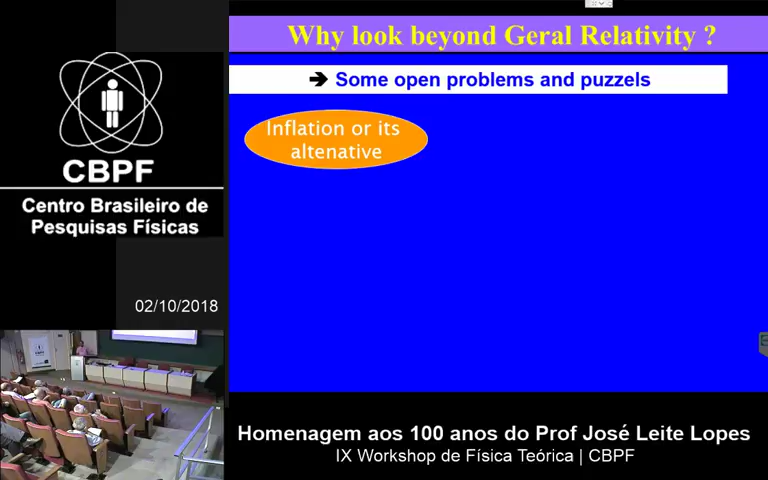 Why look beyond Geral Relativity ?
➔ Some open problems and puzzels
Inflation or its
altenative
CBPF
Centro Brasileiro de
Pesquisas Físicas
02/10/2018
Homenagem aos 100 anos do Prof José Leite Lopes
IX Workshop de Física Teórica | CBPF